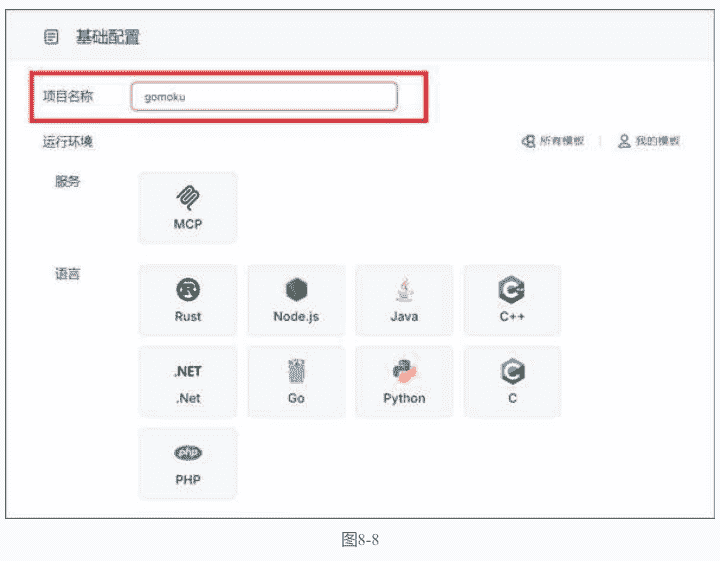 基础配置
项目名称 gomoku
运行环境 所有模板 我的模板
服务
MCP
语言
Rust Node.js Java C++
.NET
.Net Go Python C
php
PHP
图8-8